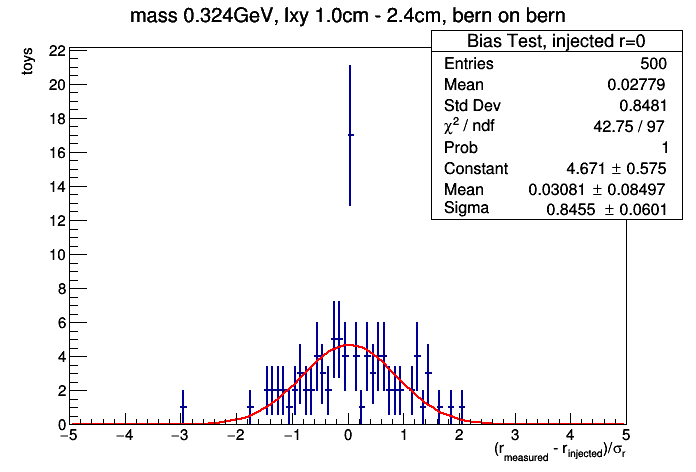 mass 0.324GeV, lxy 1.0cm - 2.4cm, bern on bern
toys
22
20
18
16
14
12
10
8
6
4
2
0
Bias Test, injected r=0
Entries 500
Mean 0.02779
Std Dev 0.8481
χ² / ndf 42.75 / 97
Prob 1
Constant 4.671 ± 0.575
Mean 0.03081 ± 0.08497
Sigma 0.8455 ± 0.0601
−5 −4 −3 −2 −1 0 1 2 3 4 5
(r_measured - r_injected)/σ_r